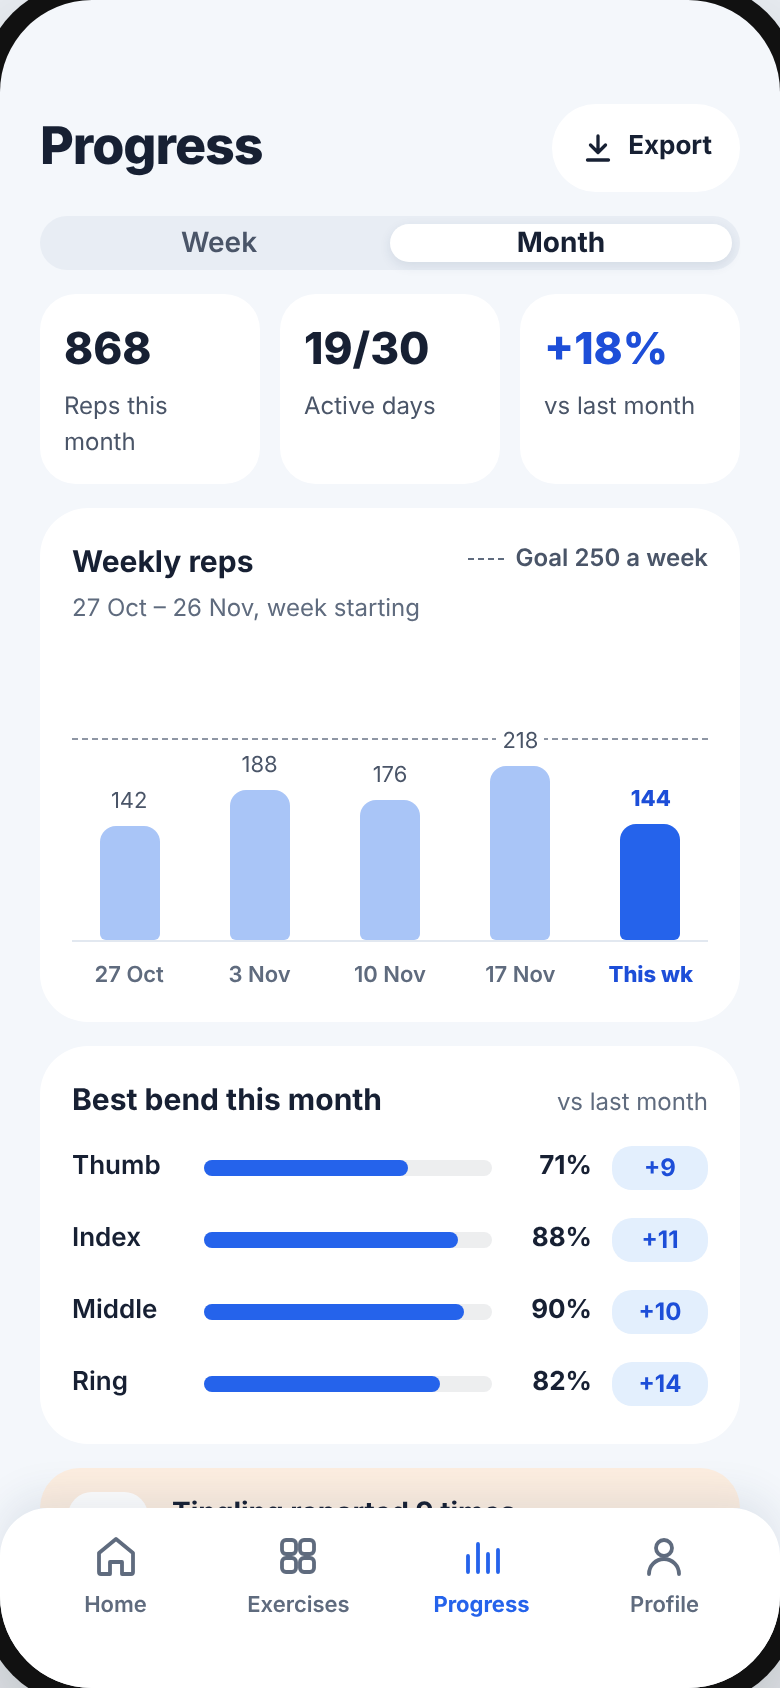 Progress
Export
Week
Month
868
Reps this
month
19/30
Active days
+18%
vs last month
Weekly reps
Goal 250 a week
27 Oct – 26 Nov, week starting
142
188
176
218
144
27 Oct
3 Nov
10 Nov
17 Nov
This wk
Best bend this month
vs last month
Thumb
71%
+9
Index
88%
+11
Middle
90%
+10
Ring
82%
+14
Tingling reported times
Home
Exercises
Progress
Profile